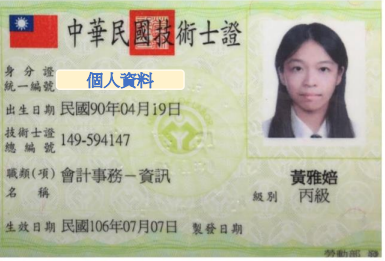 中華民國技術士證
身分證
統一編號 個人資料
出生日期 民國90年04月19日
技術士證
總編號 149-594147
職類(項)
名稱 會計事務－資訊
黃雅婄
級別 丙級
生效日期 民國106年07月07日 製發日期
勞動部